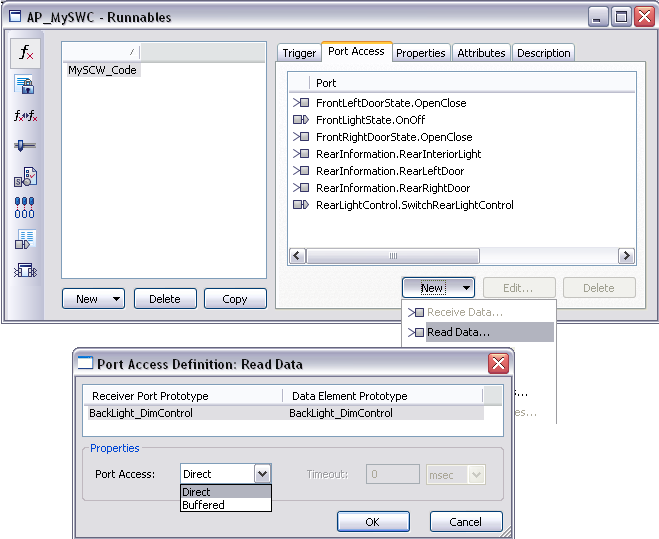 AP_MySWC - Runnables
Trigger Port Access Properties Attributes Description
MySCW_Code
Port
FrontLeftDoorState.OpenClose
FrontLightState.OnOff
FrontRightDoorState.OpenClose
RearInformation.RearInteriorLight
RearInformation.RearLeftDoor
RearInformation.RearRightDoor
RearLightControl.SwitchRearLightControl
New Delete Copy
New Edit... Delete
Receive Data...
Read Data...
Port Access Definition: Read Data
Receiver Port Prototype Data Element Prototype
BackLight_DimControl BackLight_DimControl
Properties
Port Access: Direct Timeout: 0 msec
Direct
Buffered
OK Cancel